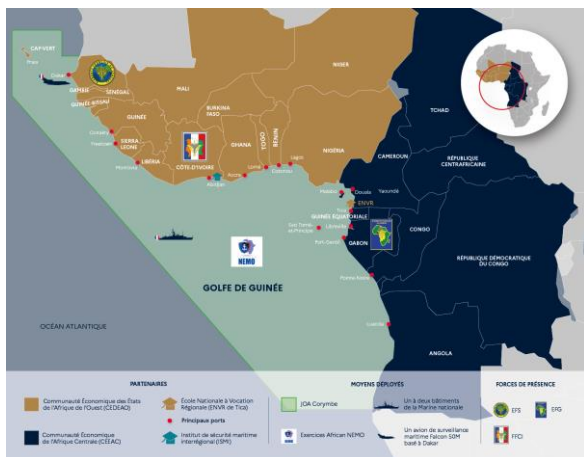 CAP-VERT
Praia
Dakar
GAMBIE
SÉNÉGAL
GUINÉE-BISSAU
GUINÉE
Conakry
Freetown
SIERRA
LEONE
Monrovia
LIBÉRIA
MALI
BURKINA
FASO
CÔTE-D'IVOIRE
Abidjan
GHANA
Accra
TOGO
Lomé
BÉNIN
Cotonou
Lagos
NIGER
NIGÉRIA
TCHAD
CAMEROUN
RÉPUBLIQUE
CENTRAFRICAINE
Malabo
Douala
Yaoundé
ENVR
Tica
GUINÉE ÉQUATORIALE
Libreville
Sao Tomé-
et-Principe
Port-Gentil
GABON
CONGO
RÉPUBLIQUE DÉMOCRATIQUE
DU CONGO
Pointe-Noire
Luanda
ANGOLA
NEMO
GOLFE DE GUINÉE
OCÉAN ATLANTIQUE
PARTENAIRES
Communauté Économique des États
de l'Afrique de l'Ouest (CÉDÉAO)
Communauté Économique
de l'Afrique Centrale (CÉÉAC)
École Nationale à Vocation
Régionale (ENVR de Tica)
Principaux ports
Institut de sécurité maritime
interrégional (ISMI)
MOYENS DÉPLOYÉS
JOA Corymbe
Exercices African NEMO
Un à deux bâtiments
de la Marine nationale
Un avion de surveillance
maritime Falcon 50M
basé à Dakar
FORCES DE PRÉSENCE
EFS
EFG
FFCI